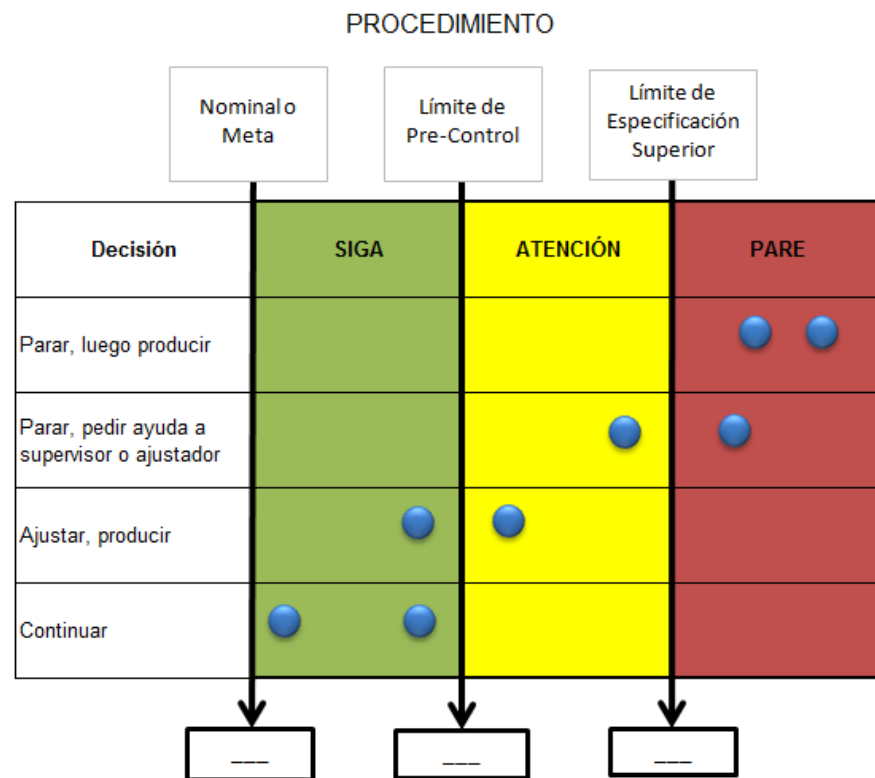 PROCEDIMIENTO
Nominal o
Meta
Límite de
Pre-Control
Límite de
Especificación
Superior
Decisión
SIGA
ATENCIÓN
PARE
Parar, luego producir
Parar, pedir ayuda a
supervisor o ajustador
Ajustar, producir
Continuar
___
___
___